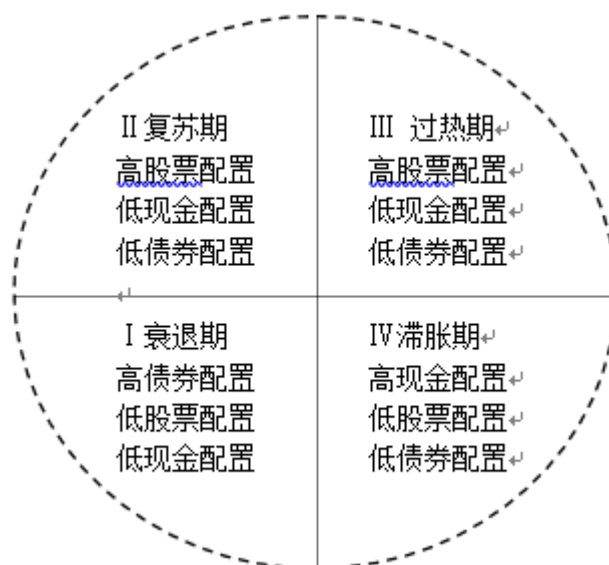 Ⅱ复苏期
高股票配置
低现金配置
低债券配置
Ⅲ 过热期
高股票配置
低现金配置
低债券配置
Ⅰ衰退期
高债券配置
低股票配置
低现金配置
Ⅳ滞胀期
高现金配置
低股票配置
低债券配置